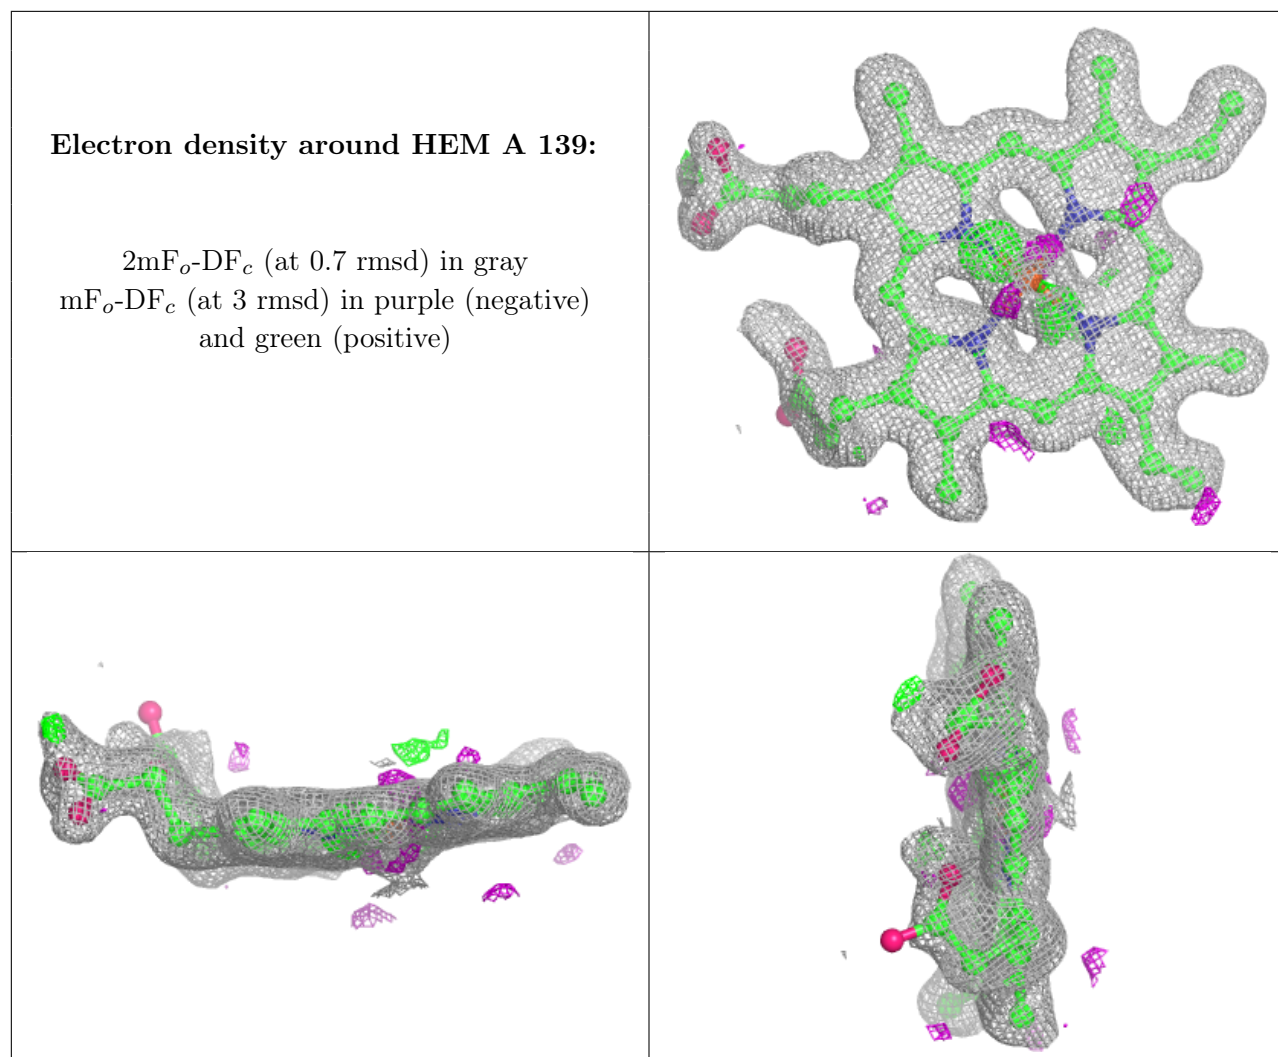 Electron density around HEM A 139:
2mFo-DFc (at 0.7 rmsd) in gray
mFo-DFc (at 3 rmsd) in purple (negative)
and green (positive)